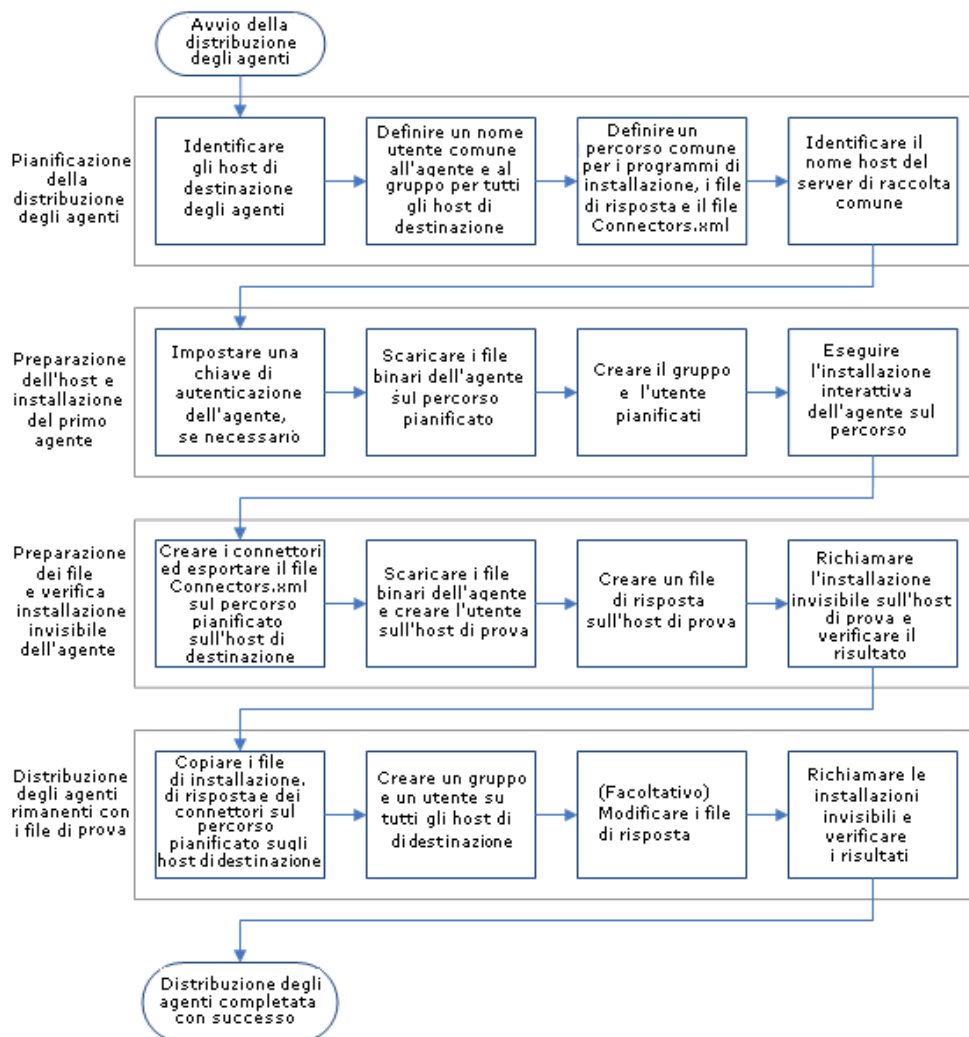 Avvio della
distribuzione
degli agenti
Pianificazione
della
distribuzione
degli agenti
Identificare
gli host di
destinazione
degli agenti
Definire un nome
utente comune
all'agente e al
gruppo per tutti
gli host di
destinazione
Definire un
percorso comune
per i programmi di
installazione, i file
di risposta e il file
Connectors.xml
Identificare il
nome host del
server di raccolta
comune
Preparazione
dell'host e
installazione
del primo
agente
Impostare una
chiave di
autenticazione
dell'agente,
se necessario
Scaricare i file
binari dell'agente
sul percorso
pianificato
Creare il gruppo
e l'utente
pianificati
Eseguire
l'installazione
interattiva
dell'agente sul
percorso
Preparazione
dei file
e verifica
installazione
invisibile
dell'agente
Creare i connettori
ed esportare il file
Connectors.xml
sul percorso
pianificato
sull'host di
destinazione
Scaricare i file
binari dell'agente
e creare l'utente
sull'host di prova
Creare un file
di risposta
sull'host di prova
Richiamare
l'installazione
invisibile sull'host
di prova e
verificare il
risultato
Distribuzione
degli agenti
rimanenti con
i file di prova
Copiare i file
di installazione.
di risposta e dei
connettori sul
percorso
pianificato sugli
host di destinazione
Creare un gruppo
e un utente su
tutti gli host di
di destinazione
(Facoltativo)
Modificare i file
di risposta
Richiamare le
installazioni
invisibili e
verificare
i risultati
Distribuzione degli
agenti completata
con successo